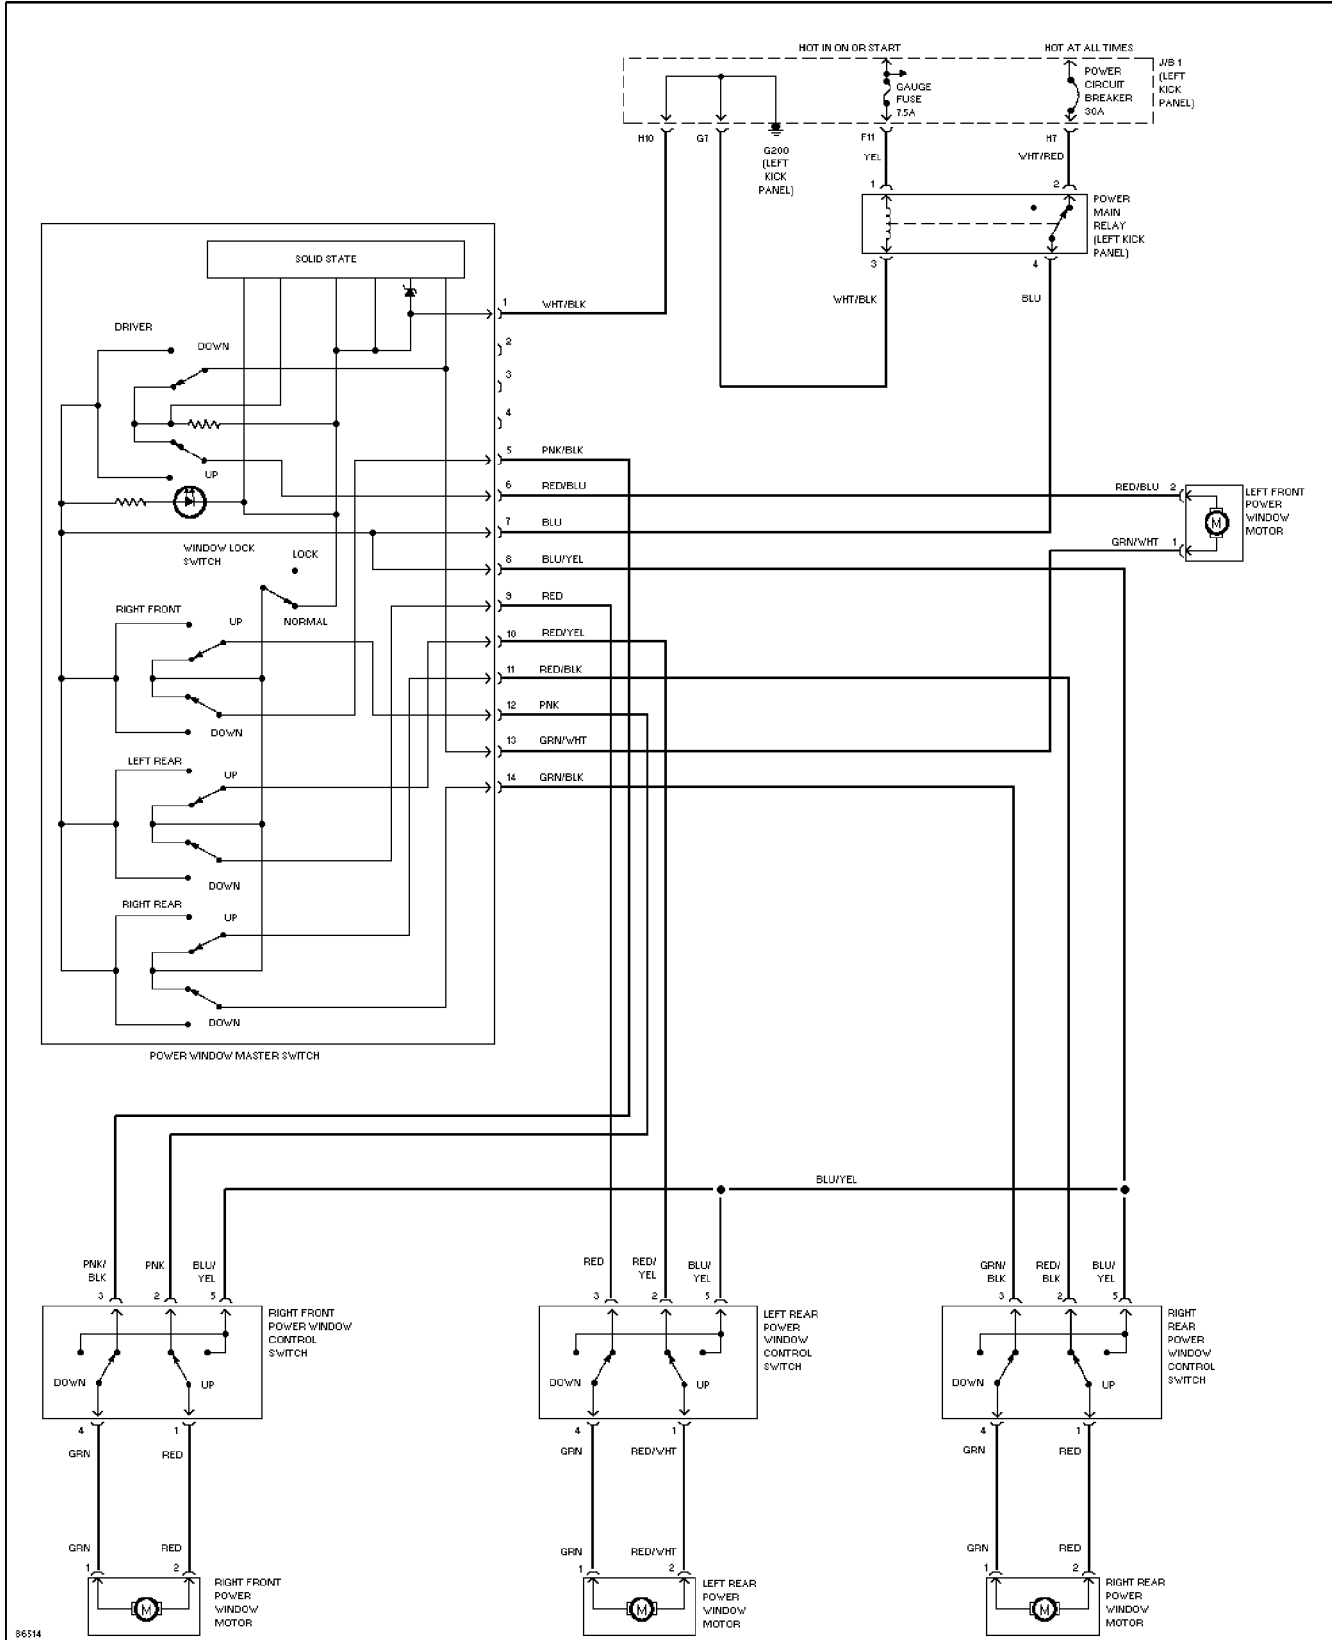 HOT IN ON OR START
HOT AT ALL TIMES
GAUGE
FUSE
7.5A
POWER
CIRCUIT
BREAKER
30A
J/B 1
(LEFT
KICK
PANEL)
H10
G7
G200
(LEFT
KICK
PANEL)
F11
YEL
H7
WHT/RED
1
2
POWER
MAIN
RELAY
(LEFT KICK
PANEL)
3
4
WHT/BLK
BLU
SOLID STATE
DRIVER
DOWN
UP
WINDOW LOCK
SWITCH
LOCK
NORMAL
RIGHT FRONT
UP
DOWN
LEFT REAR
UP
DOWN
RIGHT REAR
UP
DOWN
POWER WINDOW MASTER SWITCH
1 WHT/BLK
2
3
4
5 PNK/BLK
6 RED/BLU
7 BLU
8 BLU/YEL
9 RED
10 RED/YEL
11 RED/BLK
12 PNK
13 GRN/WHT
14 GRN/BLK
RED/BLU 2
GRN/WHT 1
M
LEFT FRONT
POWER
WINDOW
MOTOR
BLU/YEL
PNK/
BLK
PNK
BLU/
YEL
3 2 5
RIGHT FRONT
POWER WINDOW
CONTROL
SWITCH
DOWN
UP
4 1
GRN RED
GRN RED
1 2
M
RIGHT FRONT
POWER
WINDOW
MOTOR
RED
RED/
YEL
BLU/
YEL
3 2 5
LEFT REAR
POWER
WINDOW
CONTROL
SWITCH
DOWN
UP
4 1
GRN RED/WHT
GRN RED/WHT
1 2
M
LEFT REAR
POWER
WINDOW
MOTOR
GRN/
BLK
RED/
BLK
BLU/
YEL
3 2 5
RIGHT
REAR
POWER
WINDOW
CONTROL
SWITCH
DOWN
UP
4 1
GRN RED
GRN RED
1 2
M
RIGHT REAR
POWER
WINDOW
MOTOR
86514